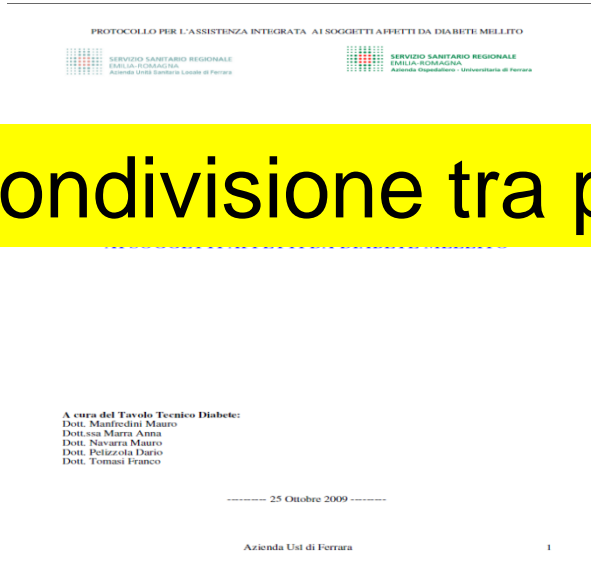 PROTOCOLLO PER L'ASSISTENZA INTEGRATA AI SOGGETTI AFFETTI DA DIABETE MELLITO
SERVIZIO SANITARIO REGIONALE
EMILIA-ROMAGNA
Azienda Unità Sanitaria Locale di Ferrara
SERVIZIO SANITARIO REGIONALE
EMILIA-ROMAGNA
Azienda Ospedaliero - Universitaria di Ferrara
ondivisione tra p
A cura del Tavolo Tecnico Diabete:
Dott. Manfredini Mauro
Dott.ssa Marra Anna
Dott. Navarra Mauro
Dott. Pelizzola Dario
Dott. Tomasi Franco
---------- 25 Ottobre 2009 ---------
Azienda Usl di Ferrara 1